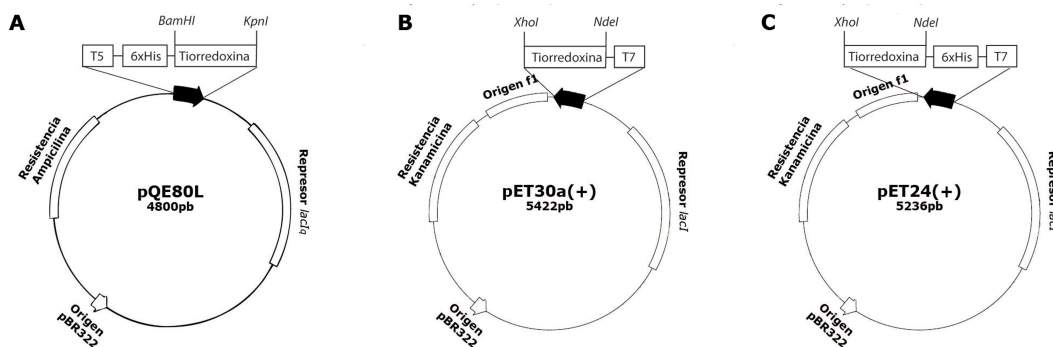 A
BamHI
KpnI
T5
6xHis
Tiorredoxina
Resistencia
Ampicilina
Represor lacIq
pQE80L
4800pb
Origen
pBR322
B
XhoI
NdeI
Tiorredoxina
T7
Origen f1
Resistencia
Kanamicina
Represor lacI
pET30a(+)
5422pb
Origen
pBR322
C
XhoI
NdeI
Tiorredoxina
6xHis
T7
Origen f1
Resistencia
Kanamicina
Represor lacI
pET24(+)
5236pb
Origen
pBR322